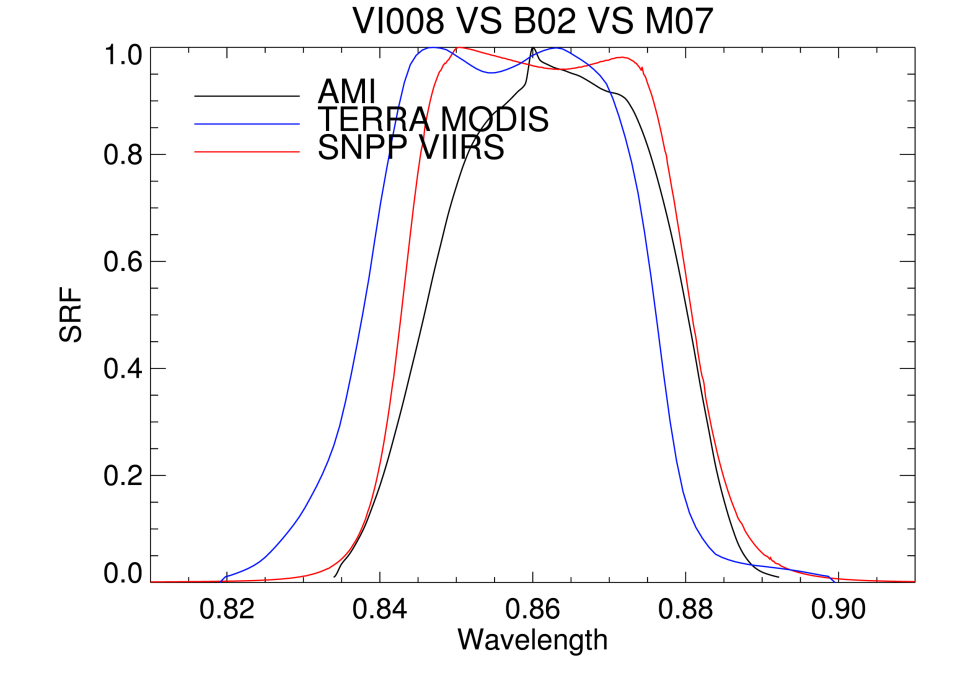 VI008 VS B02 VS M07
1.0
AMI
TERRA MODIS
SNPP VIIRS
0.8
0.6
SRF
0.4
0.2
0.0
0.82 0.84 0.86 0.88 0.90
Wavelength